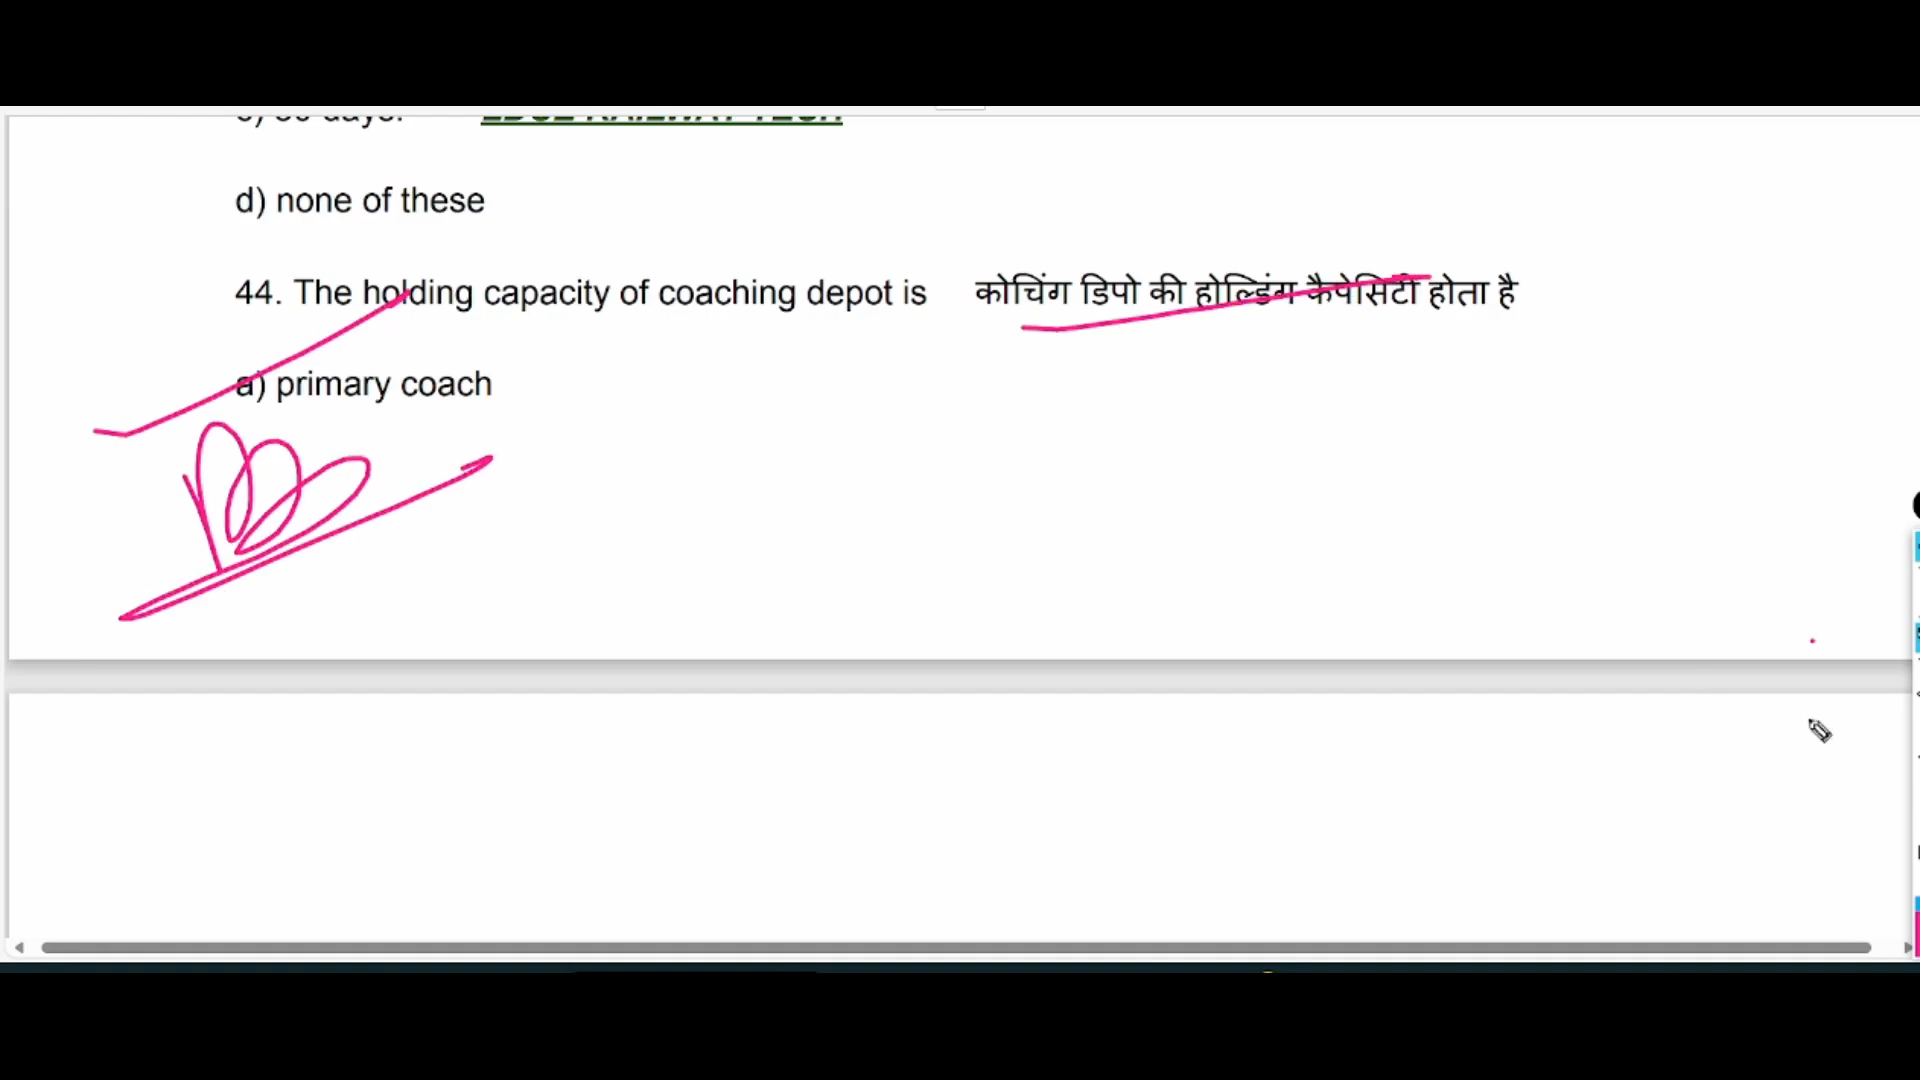 d) none of these
44. The holding capacity of coaching depot is कोचिंग डिपो की होल्डिंग कैपेसिटी होता है
a) primary coach